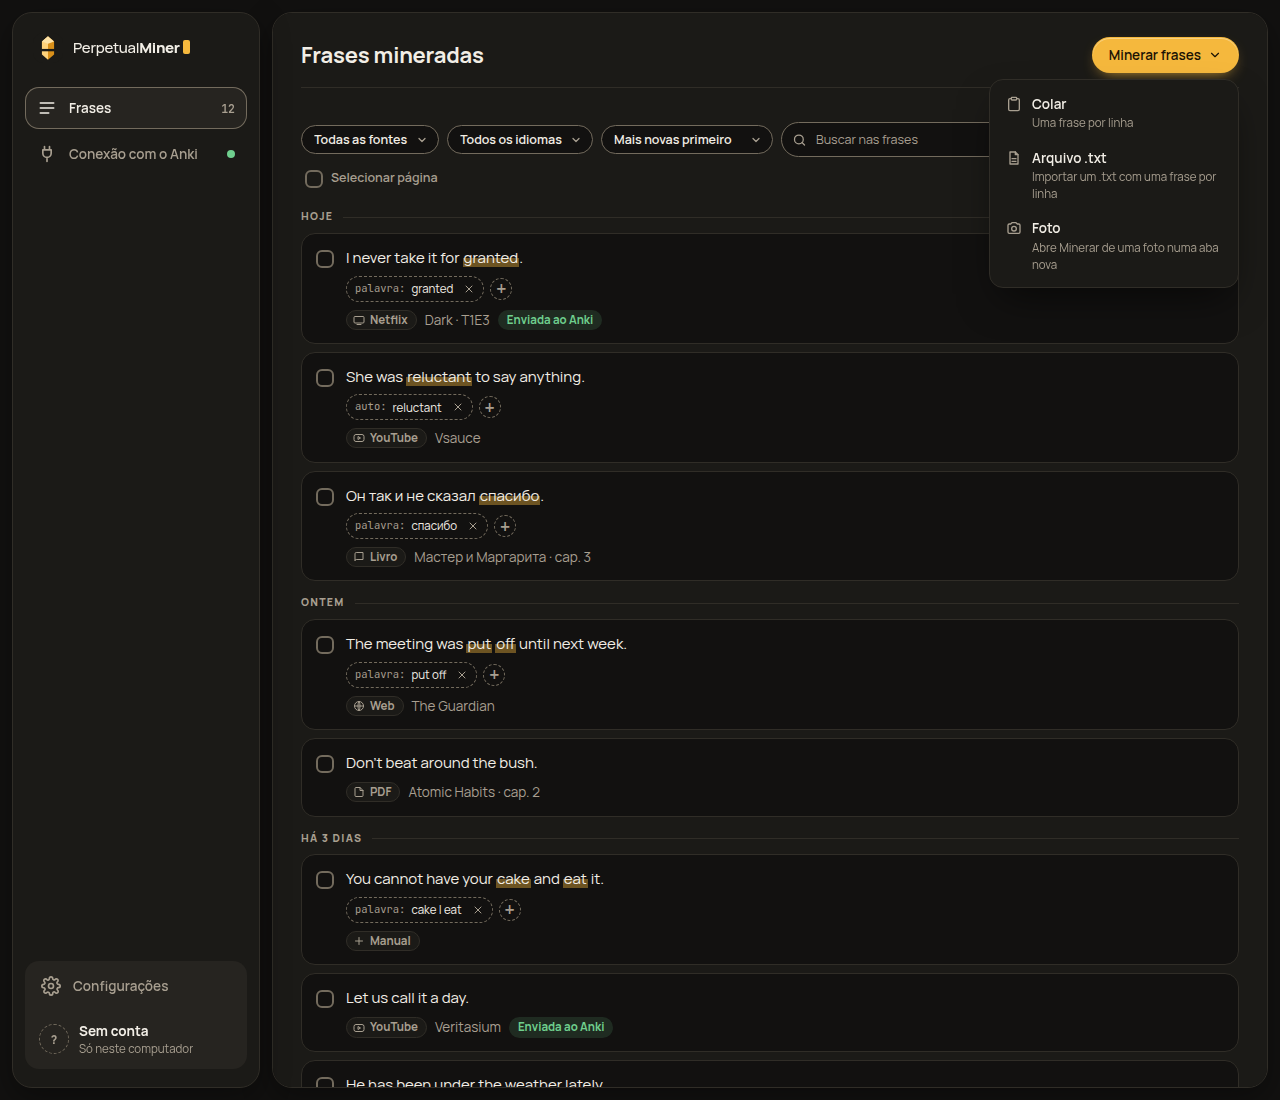 PerpetualMiner
Frases 12
Conexão com o Anki
Configurações
?
Sem conta
Só neste computador
Frases mineradas
Minerar frases
Colar
Uma frase por linha
Arquivo .txt
Importar um .txt com uma frase por
linha
Foto
Abre Minerar de uma foto numa aba
nova
Todas as fontes
Todos os idiomas
Mais novas primeiro
Buscar nas frases
Selecionar página
HOJE
I never take it for granted.
palavra: granted × +
Netflix Dark · T1E3 Enviada ao Anki
She was reluctant to say anything.
auto: reluctant × +
YouTube Vsauce
Он так и не сказал спасибо.
palavra: спасибо × +
Livro Мастер и Маргарита · cap. 3
ONTEM
The meeting was put off until next week.
palavra: put off × +
Web The Guardian
Don't beat around the bush.
PDF Atomic Habits · cap. 2
HÁ 3 DIAS
You cannot have your cake and eat it.
palavra: cake | eat × +
+ Manual
Let us call it a day.
YouTube Veritasium Enviada ao Anki
He has been under the weather lately.